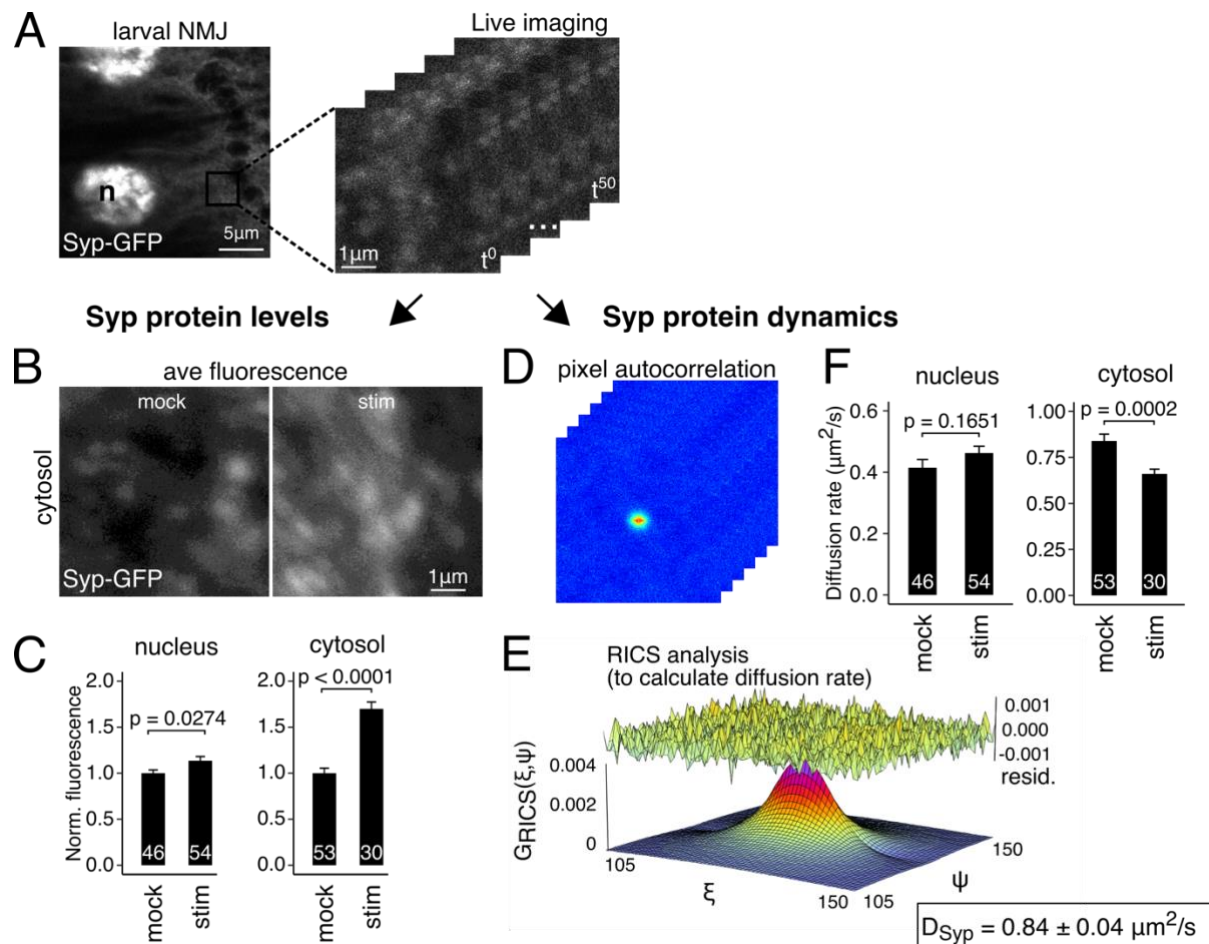 A
larval NMJ
n
Syp-GFP
5µm
Live imaging
1µm
t⁰
...
t⁵⁰
Syp protein levels
Syp protein dynamics
B
ave fluorescence
mock
stim
cytosol
Syp-GFP
1µm
C
nucleus
cytosol
Norm. fluorescence
2.0
1.5
1.0
0.5
0.0
p = 0.0274
46
54
mock
stim
2.0
1.5
1.0
0.5
0.0
p < 0.0001
53
30
mock
stim
D
pixel autocorrelation
E
RICS analysis
(to calculate diffusion rate)
0.001
0.000
-0.001
resid.
GRICS(ξ,ψ)
0.004
0.002
0
105
ξ
150
105
ψ
150
DSyp = 0.84 ± 0.04 µm²/s
F
nucleus
cytosol
Diffusion rate (µm²/s)
0.6
0.4
0.2
0.0
p = 0.1651
46
54
mock
stim
1.00
0.75
0.50
0.25
0.00
p = 0.0002
53
30
mock
stim